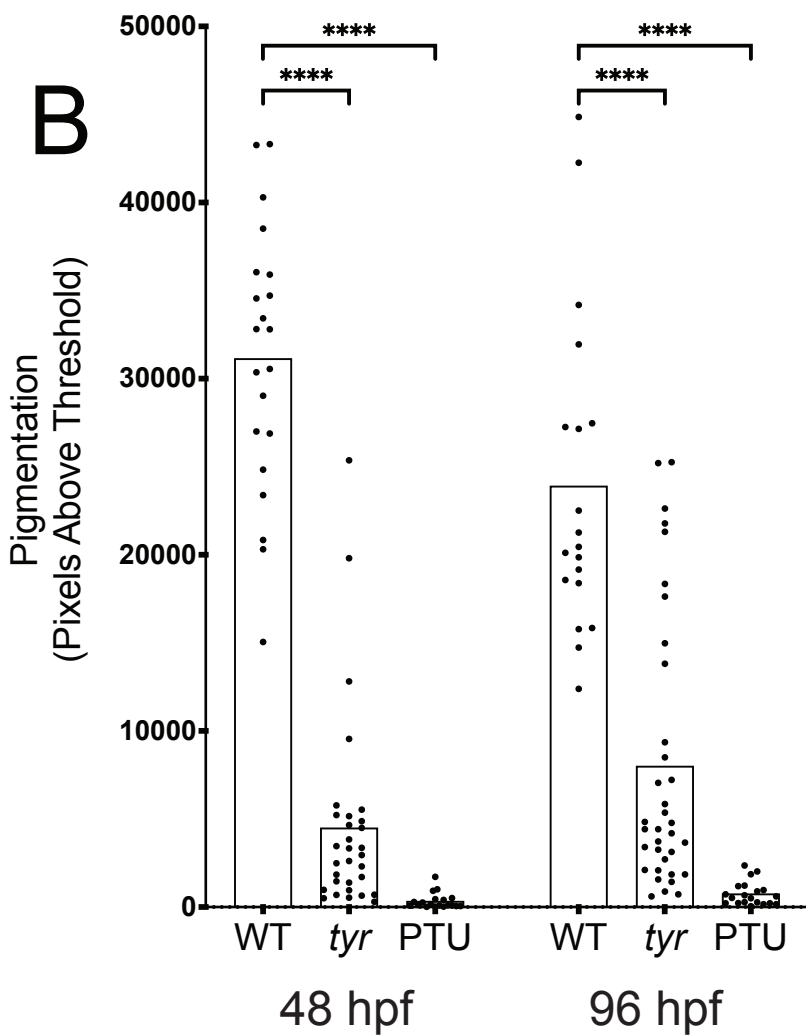 B
Pigmentation
(Pixels Above Threshold)
50000
40000
30000
20000
10000
0
**** ****
**** ****
WT tyr PTU WT tyr PTU
48 hpf 96 hpf